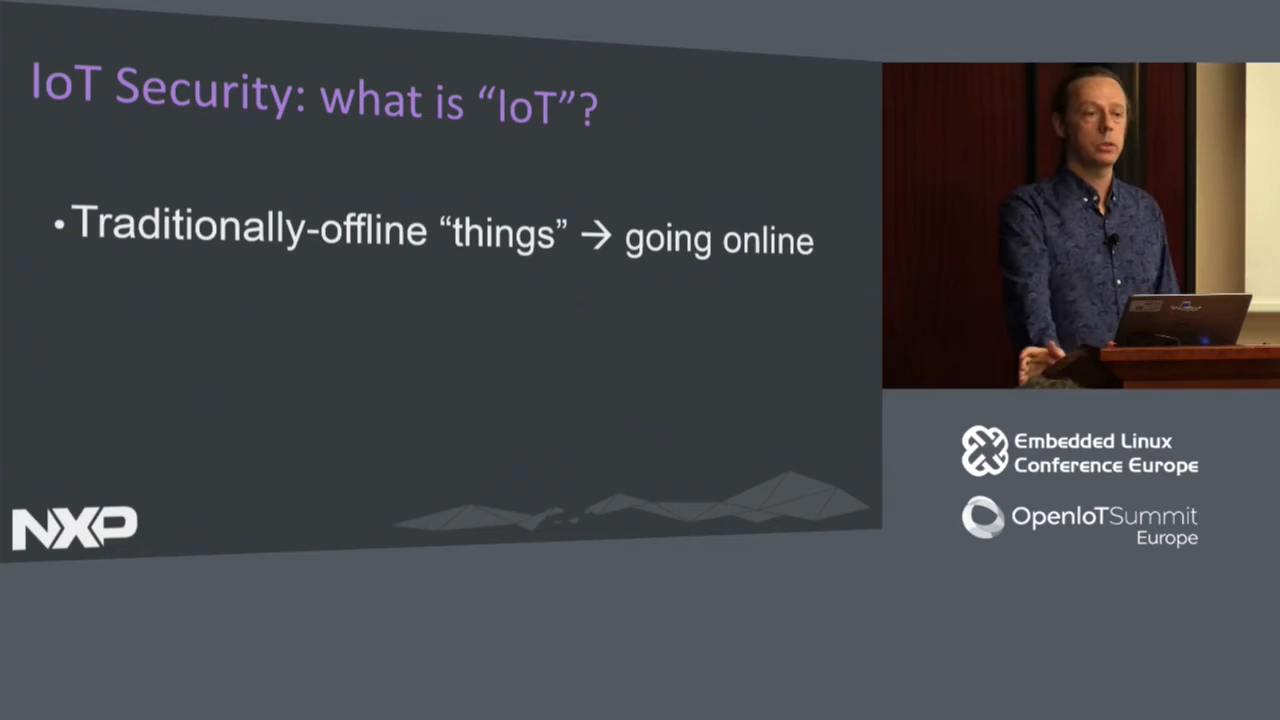 IoT Security: what is “IoT”?
• Traditionally-offline “things” → going online
NXP
Embedded Linux
Conference Europe
OpenIoTSummit
Europe